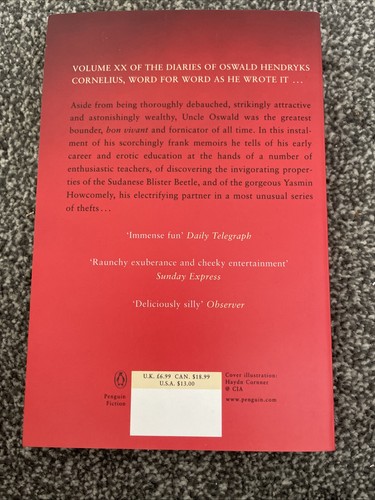 VOLUME XX OF THE DIARIES OF OSWALD HENDRYKS
CORNELIUS, WORD FOR WORD AS HE WROTE IT ...
Aside from being thoroughly debauched, strikingly attractive
and astonishingly wealthy, Uncle Oswald was the greatest
bounder, bon vivant and fornicator of all time. In this instal-
ment of his scorchingly frank memoirs he tells of his early
career and erotic education at the hands of a number of
enthusiastic teachers, of discovering the invigorating proper-
ties of the Sudanese Blister Beetle, and of the gorgeous Yasmin
Howcomely, his electrifying partner in a most unusual series
of thefts ...
‘Immense fun’ Daily Telegraph
‘Raunchy exuberance and cheeky entertainment’
Sunday Express
‘Deliciously silly’ Observer
U.K. £6.99 CAN. $18.99
U.S.A. $13.00
Penguin
Fiction
Cover illustration:
Haydn Cornner
© CIA
www.penguin.com